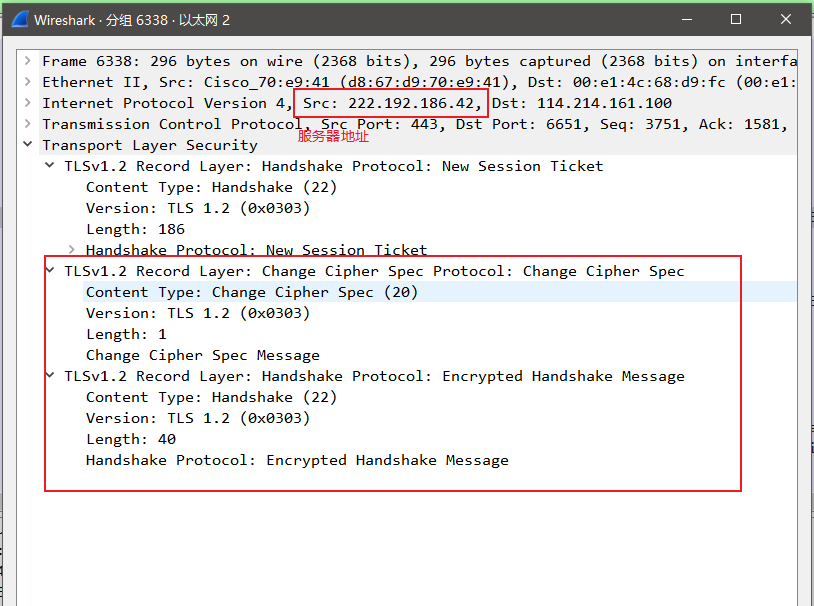 Wireshark · 分组 6338 · 以太网 2
Frame 6338: 296 bytes on wire (2368 bits), 296 bytes captured (2368 bits) on interfa
Ethernet II, Src: Cisco_70:e9:41 (d8:67:d9:70:e9:41), Dst: 00:e1:4c:68:d9:fc (00:e1:
Internet Protocol Version 4, Src: 222.192.186.42, Dst: 114.214.161.100
Transmission Control Protocol, Src Port: 443, Dst Port: 6651, Seq: 3751, Ack: 1581,
服务器地址
Transport Layer Security
TLSv1.2 Record Layer: Handshake Protocol: New Session Ticket
Content Type: Handshake (22)
Version: TLS 1.2 (0x0303)
Length: 186
Handshake Protocol: New Session Ticket
TLSv1.2 Record Layer: Change Cipher Spec Protocol: Change Cipher Spec
Content Type: Change Cipher Spec (20)
Version: TLS 1.2 (0x0303)
Length: 1
Change Cipher Spec Message
TLSv1.2 Record Layer: Handshake Protocol: Encrypted Handshake Message
Content Type: Handshake (22)
Version: TLS 1.2 (0x0303)
Length: 40
Handshake Protocol: Encrypted Handshake Message